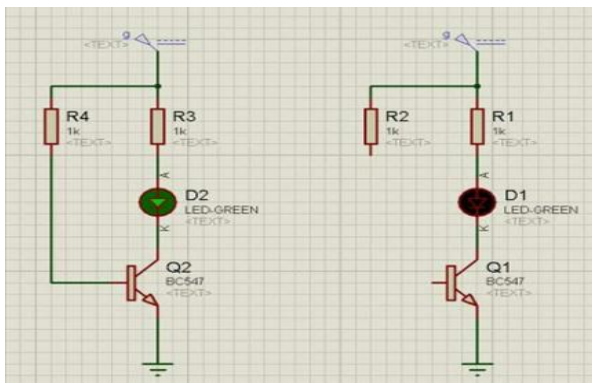 g
<TEXT>
R4
1k
<TEXT>
R3
1k
<TEXT>
A
D2
LED-GREEN
<TEXT>
K
Q2
BC547
<TEXT>
g
<TEXT>
R2
1k
<TEXT>
R1
1k
<TEXT>
A
D1
LED-GREEN
<TEXT>
K
Q1
BC547
<TEXT>